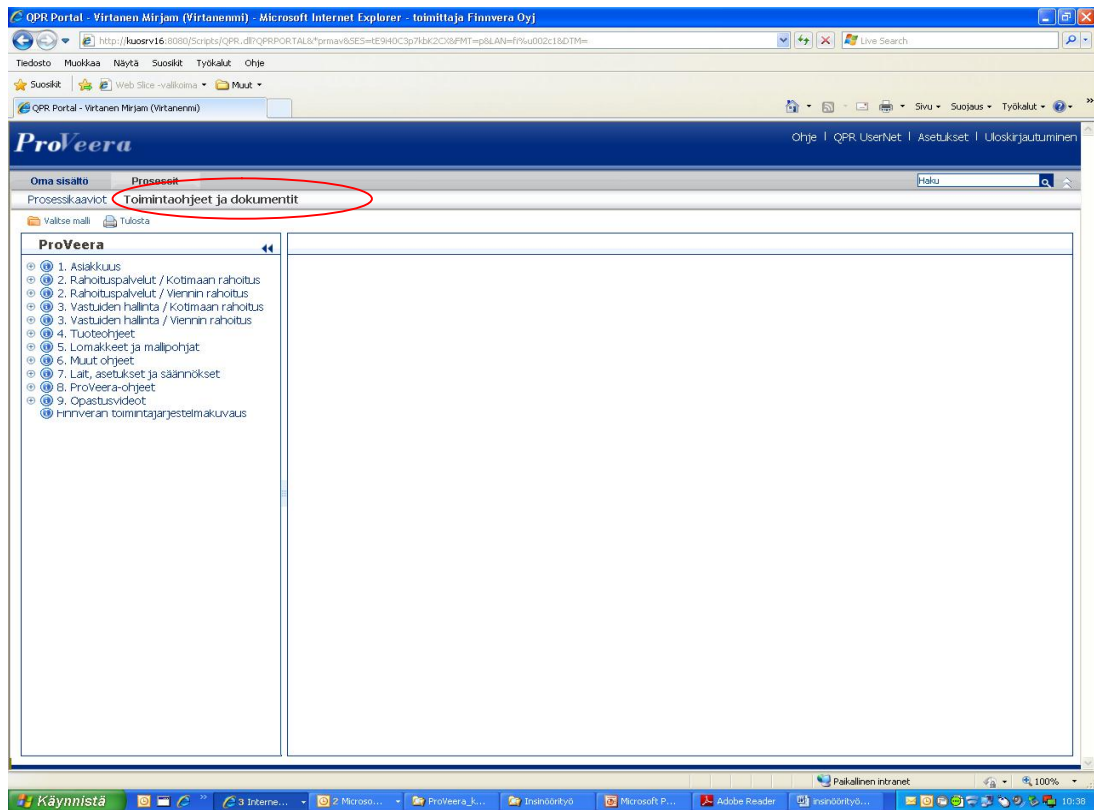 QPR Portal - Virtanen Mirjam (Virtanenmi) - Microsoft Internet Explorer - toimittaja Finnvera Oyj
Live Search
Tiedosto Muokkaa Näytä Suosikit Työkalut Ohje
Suosikit Web Slice -valikoima Muut
QPR Portal - Virtanen Mirjam (Virtanenmi) Sivu Suojaus Työkalut
ProVeera Ohje | QPR UserNet | Asetukset | Uloskirjautuminen
Oma sisältö Prosessit Haku
Prosessikaaviot Toimintaohjeet ja dokumentit
Valitse malli Tulosta
ProVeera
1. Asiakkuus
2. Rahoituspalvelut / Kotimaan rahoitus
2. Rahoituspalvelut / Viennin rahoitus
3. Vastuiden hallinta / Kotimaan rahoitus
3. Vastuiden hallinta / Viennin rahoitus
4. Tuoteohjeet
5. Lomakkeet ja mallipohjat
6. Muut ohjeet
7. Lait, asetukset ja säännökset
8. ProVeera-ohjeet
9. Opastusvideot
Finnveran toimintajärjestelmäkuvaus
Paikallinen intranet 100%
Käynnistä 3 Interne... 2 Microso... ProVeera_k... Insinöörityö Microsoft P... Adobe Reader insinöörityö... 10:38